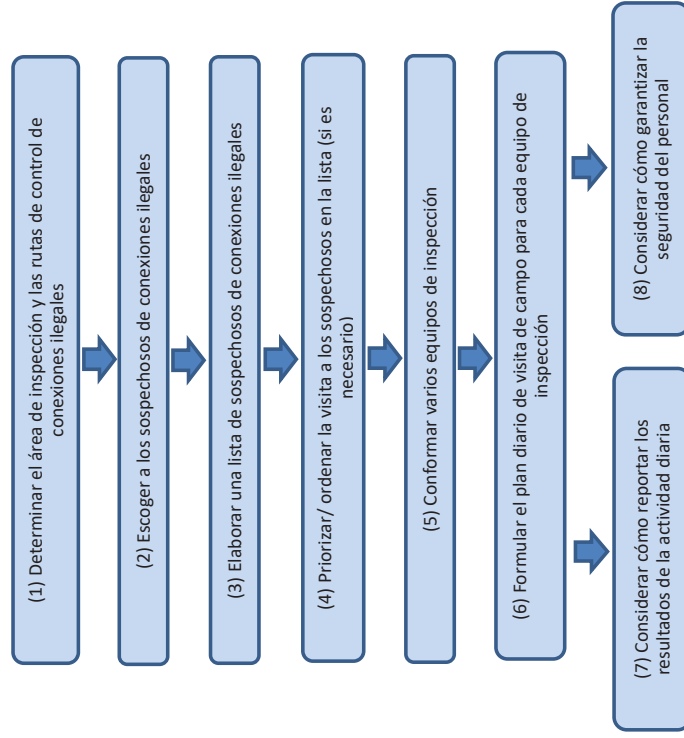 (1) Determinar el área de inspección y las rutas de control de
conexiones ilegales
(2) Escoger a los sospechosos de conexiones ilegales
(3) Elaborar una lista de sospechosos de conexiones ilegales
(4) Priorizar/ ordenar la visita a los sospechosos en la lista (si es
necesario)
(5) Conformar varios equipos de inspección
(6) Formular el plan diario de visita de campo para cada equipo de
inspección
(7) Considerar cómo reportar los
resultados de la actividad diaria
(8) Considerar cómo garantizar la
seguridad del personal